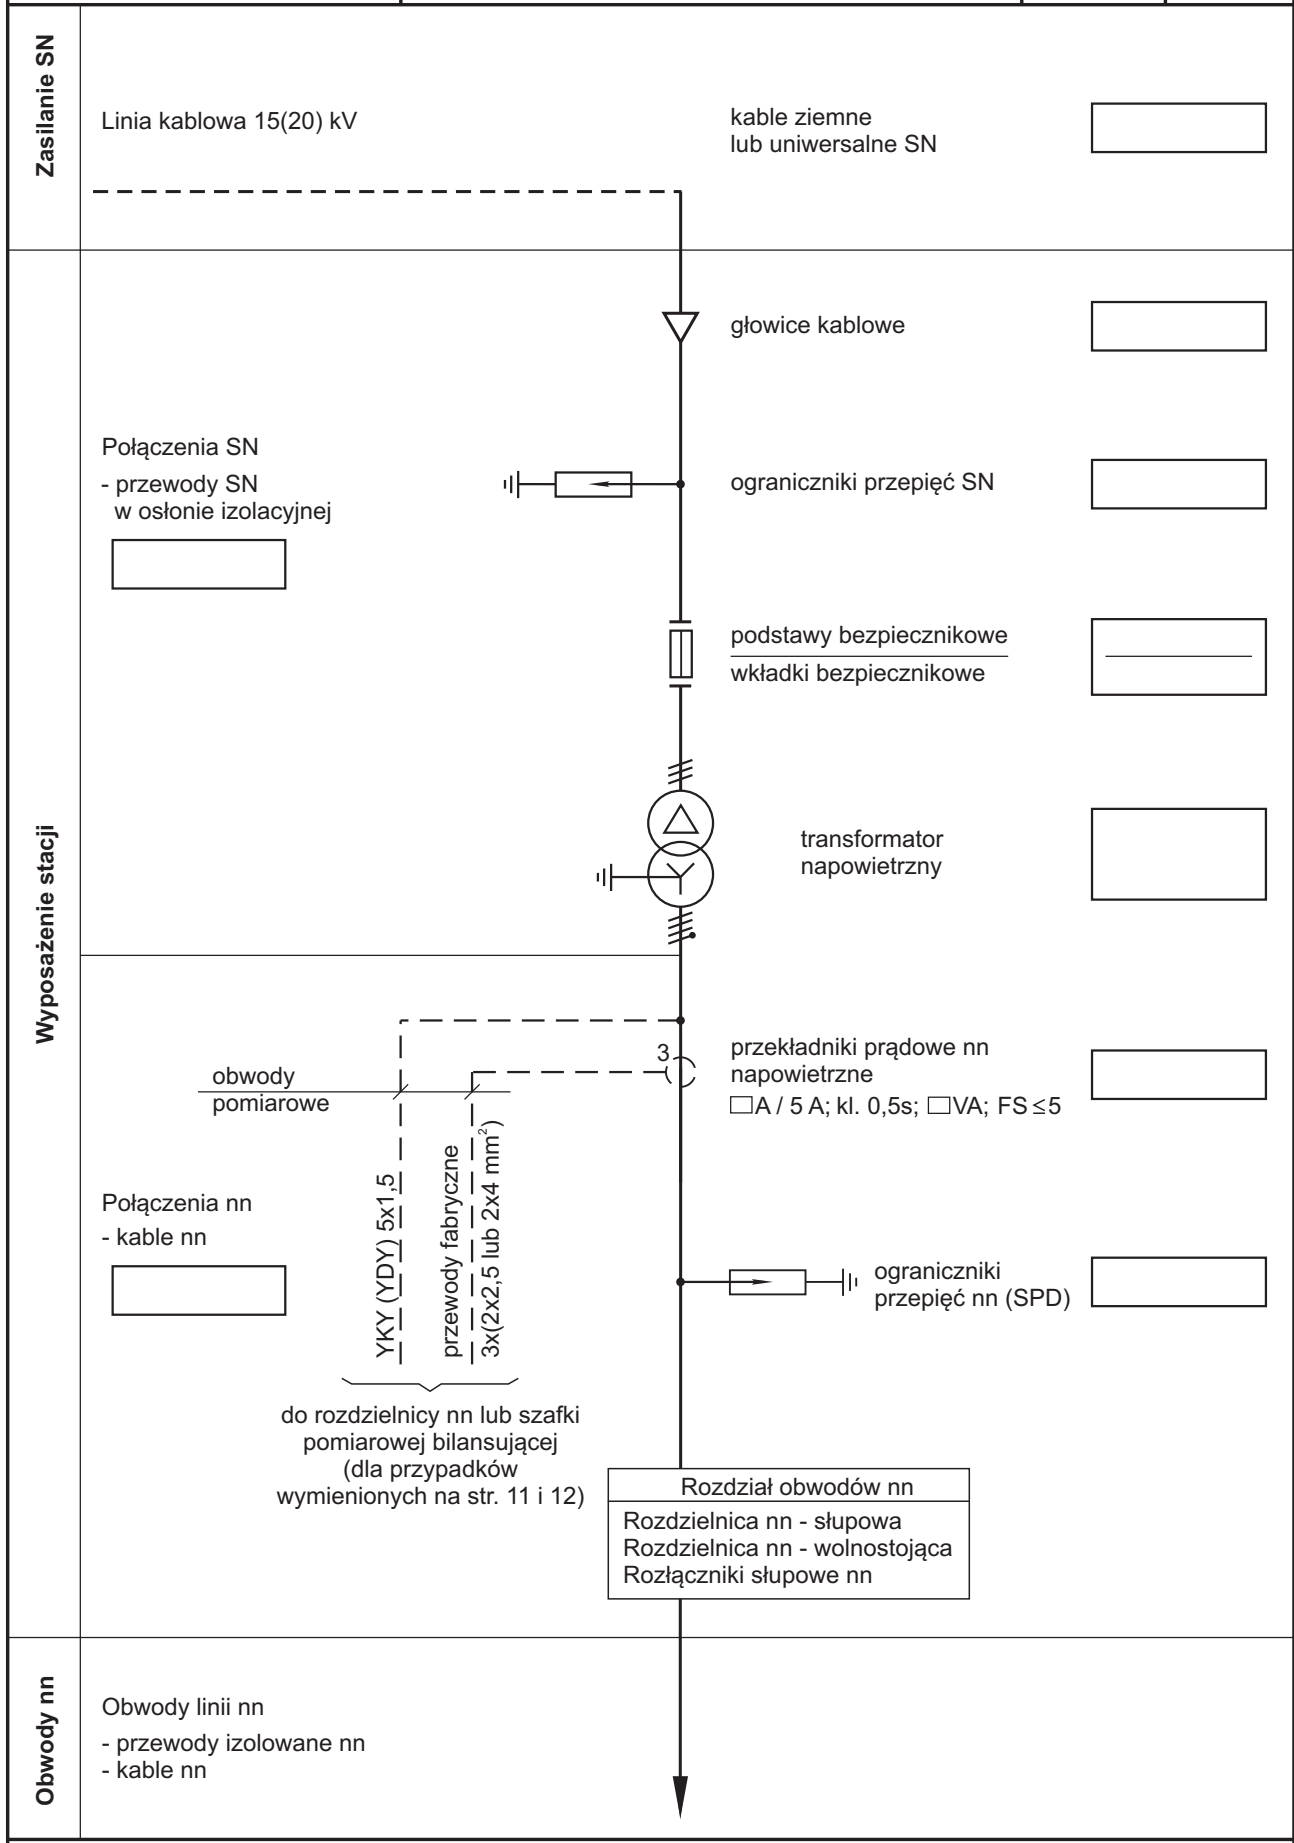 Zasilanie SN
Linia kablowa 15(20) kV
kable ziemne
lub uniwersalne SN
Wyposażenie stacji
głowice kablowe
Połączenia SN
- przewody SN
w osłonie izolacyjnej
ograniczniki przepięć SN
podstawy bezpiecznikowe
wkładki bezpiecznikowe
transformator
napowietrzny
3
przekładniki prądowe nn
napowietrzne
□A / 5 A; kl. 0,5s; □VA; FS ≤5
obwody
pomiarowe
Połączenia nn
- kable nn
YKY (YDY) 5x1,5
przewody fabryczne
3x(2x2,5 lub 2x4 mm²)
ograniczniki
przepięć nn (SPD)
do rozdzielnicy nn lub szafki
pomiarowej bilansującej
(dla przypadków
wymienionych na str. 11 i 12)
Rozdział obwodów nn
Rozdzielnica nn - słupowa
Rozdzielnica nn - wolnostojąca
Rozłączniki słupowe nn
Obwody nn
Obwody linii nn
- przewody izolowane nn
- kable nn